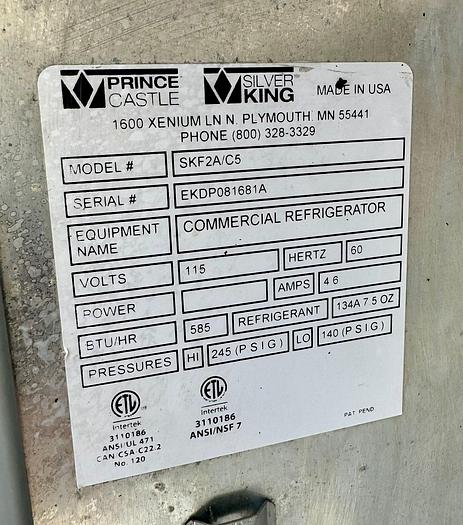 PRINCE CASTLE SILVER KING MADE IN USA
1600 XENIUM LN N. PLYMOUTH, MN 55441
PHONE (800) 328-3329
MODEL # SKF2A/C5
SERIAL # EKDP081681A
EQUIPMENT NAME COMMERCIAL REFRIGERATOR
VOLTS 115 HERTZ 60
POWER AMPS 4 6
BTU/HR 585 REFRIGERANT 134A 7 5 OZ
PRESSURES HI 245 (P S I G ) LO 140 (P S I G )
ETL ETL
Intertek Intertek
3110186 3110186
ANSI/UL 471 ANSI/NSF 7
CAN/CSA-C22.2
No. 120
PAT PEND